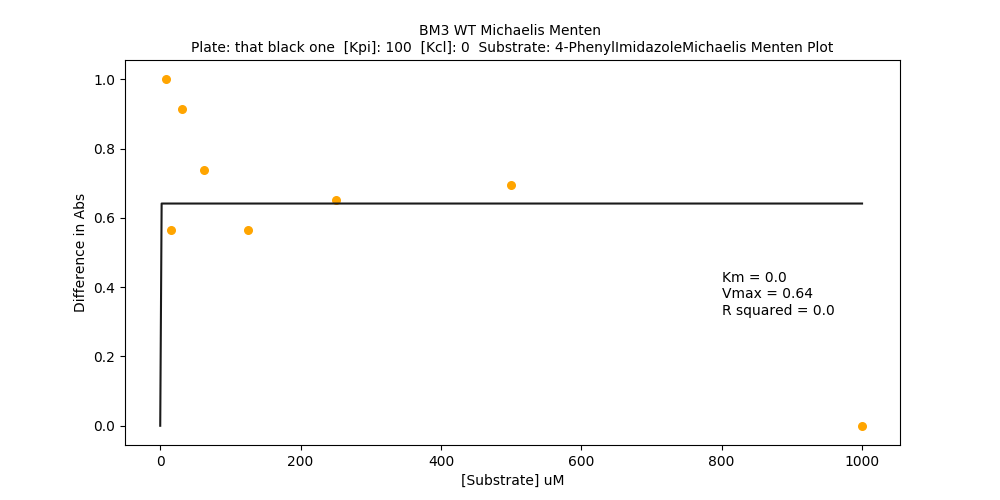 BM3 WT Michaelis Menten
Plate: that black one  [Kpi]: 100  [Kcl]: 0  Substrate: 4-PhenylImidazoleMichaelis Menten Plot
1.0
0.8
0.6
0.4
0.2
0.0
Difference in Abs
Km = 0.0
Vmax = 0.64
R squared = 0.0
0
200
400
600
800
1000
[Substrate] uM